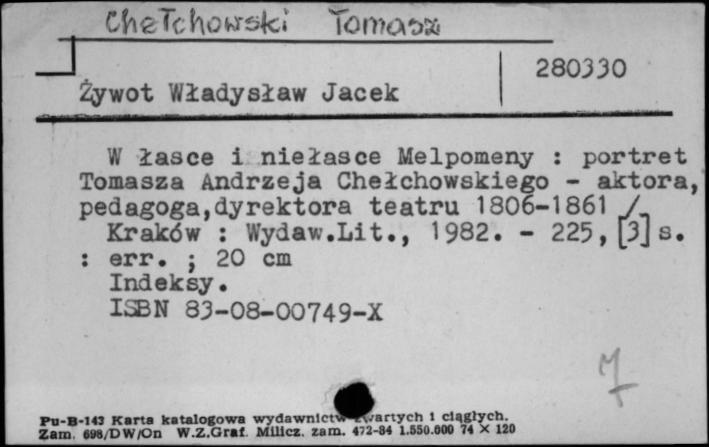 Chełchowski Tomasz
280330
Żywot Władysław Jacek
W łasce i niełasce Melpomeny : portret
Tomasza Andrzeja Chełchowskiego - aktora,
pedagoga,dyrektora teatru 1806-1861 /
Kraków : Wydaw.Lit., 1982. - 225,[3]s.
: err. ; 20 cm
Indeksy.
ISBN 83-08-00749-X
Pu-B-143 Karta katalogowa wydawnictw zwartych i ciągłych.
Zam. 698/DW/On W.Z.Graf. Milicz. zam. 472-84 1.550.000 74 × 120